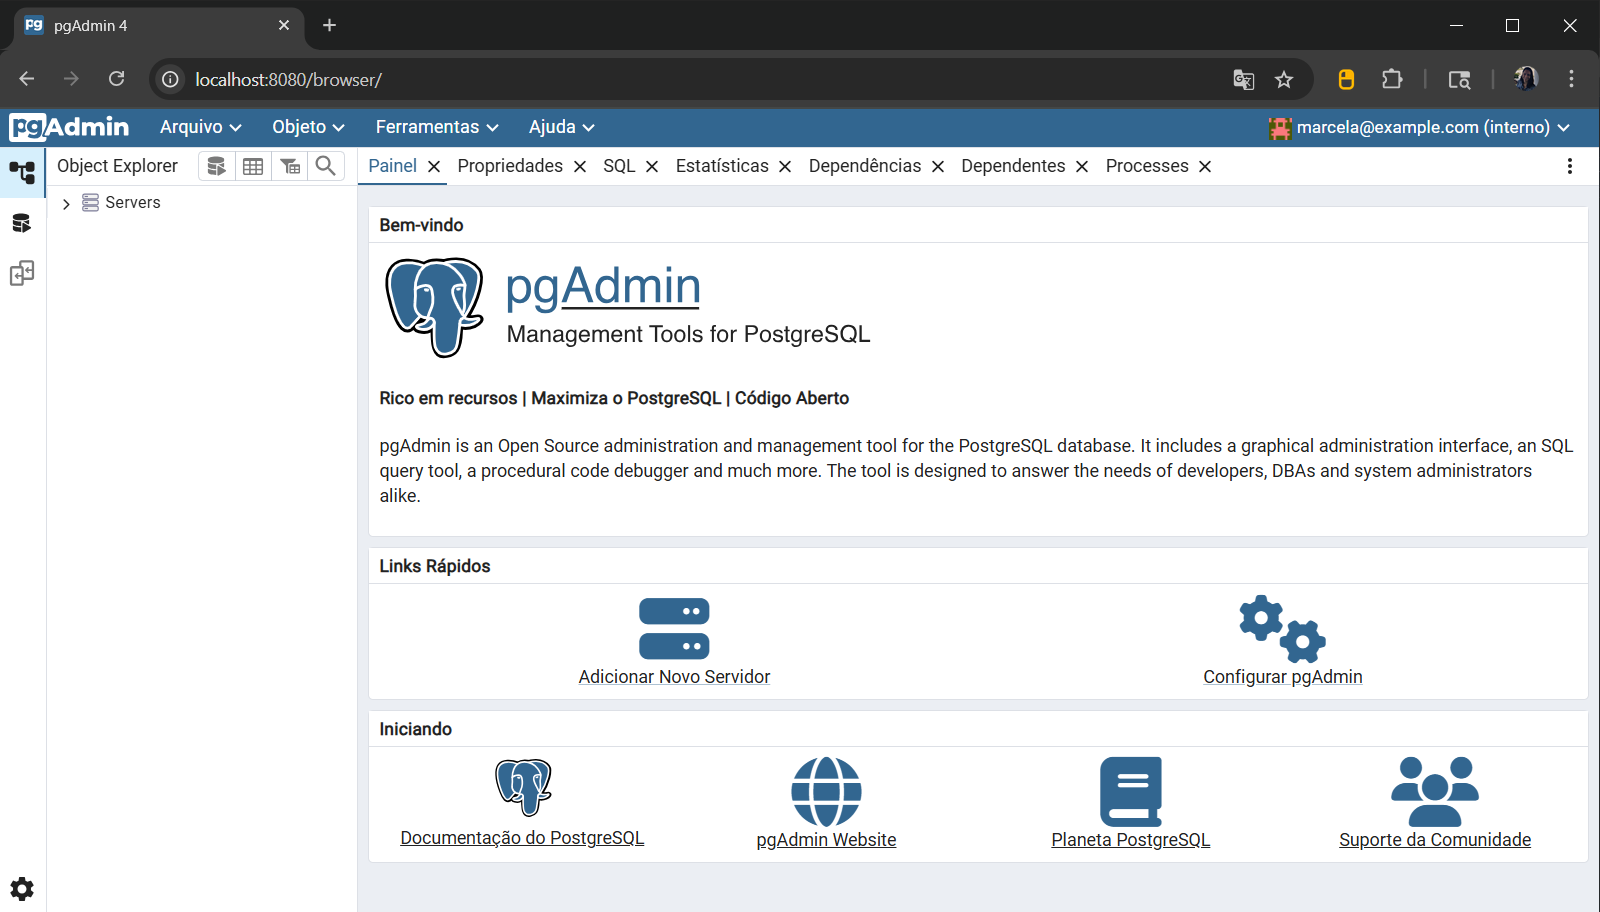 pgAdmin 4
localhost:8080/browser/
pgAdmin Arquivo Objeto Ferramentas Ajuda marcela@example.com (interno)
Object Explorer Painel Propriedades SQL Estatísticas Dependências Dependentes Processes
Servers
Bem-vindo
pgAdmin
Management Tools for PostgreSQL
Rico em recursos | Maximiza o PostgreSQL | Código Aberto
pgAdmin is an Open Source administration and management tool for the PostgreSQL database. It includes a graphical administration interface, an SQL
query tool, a procedural code debugger and much more. The tool is designed to answer the needs of developers, DBAs and system administrators
alike.
Links Rápidos
Adicionar Novo Servidor Configurar pgAdmin
Iniciando
Documentação do PostgreSQL pgAdmin Website Planeta PostgreSQL Suporte da Comunidade